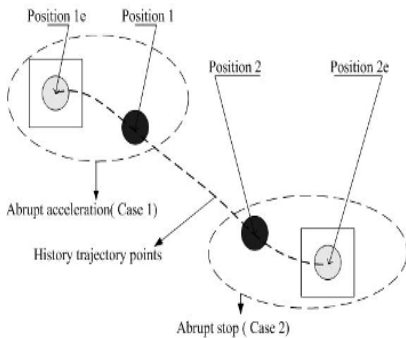 Position 1e
Position 1
Position 2
Position 2e
Abrupt acceleration( Case 1)
History trajectory points
Abrupt stop ( Case 2)